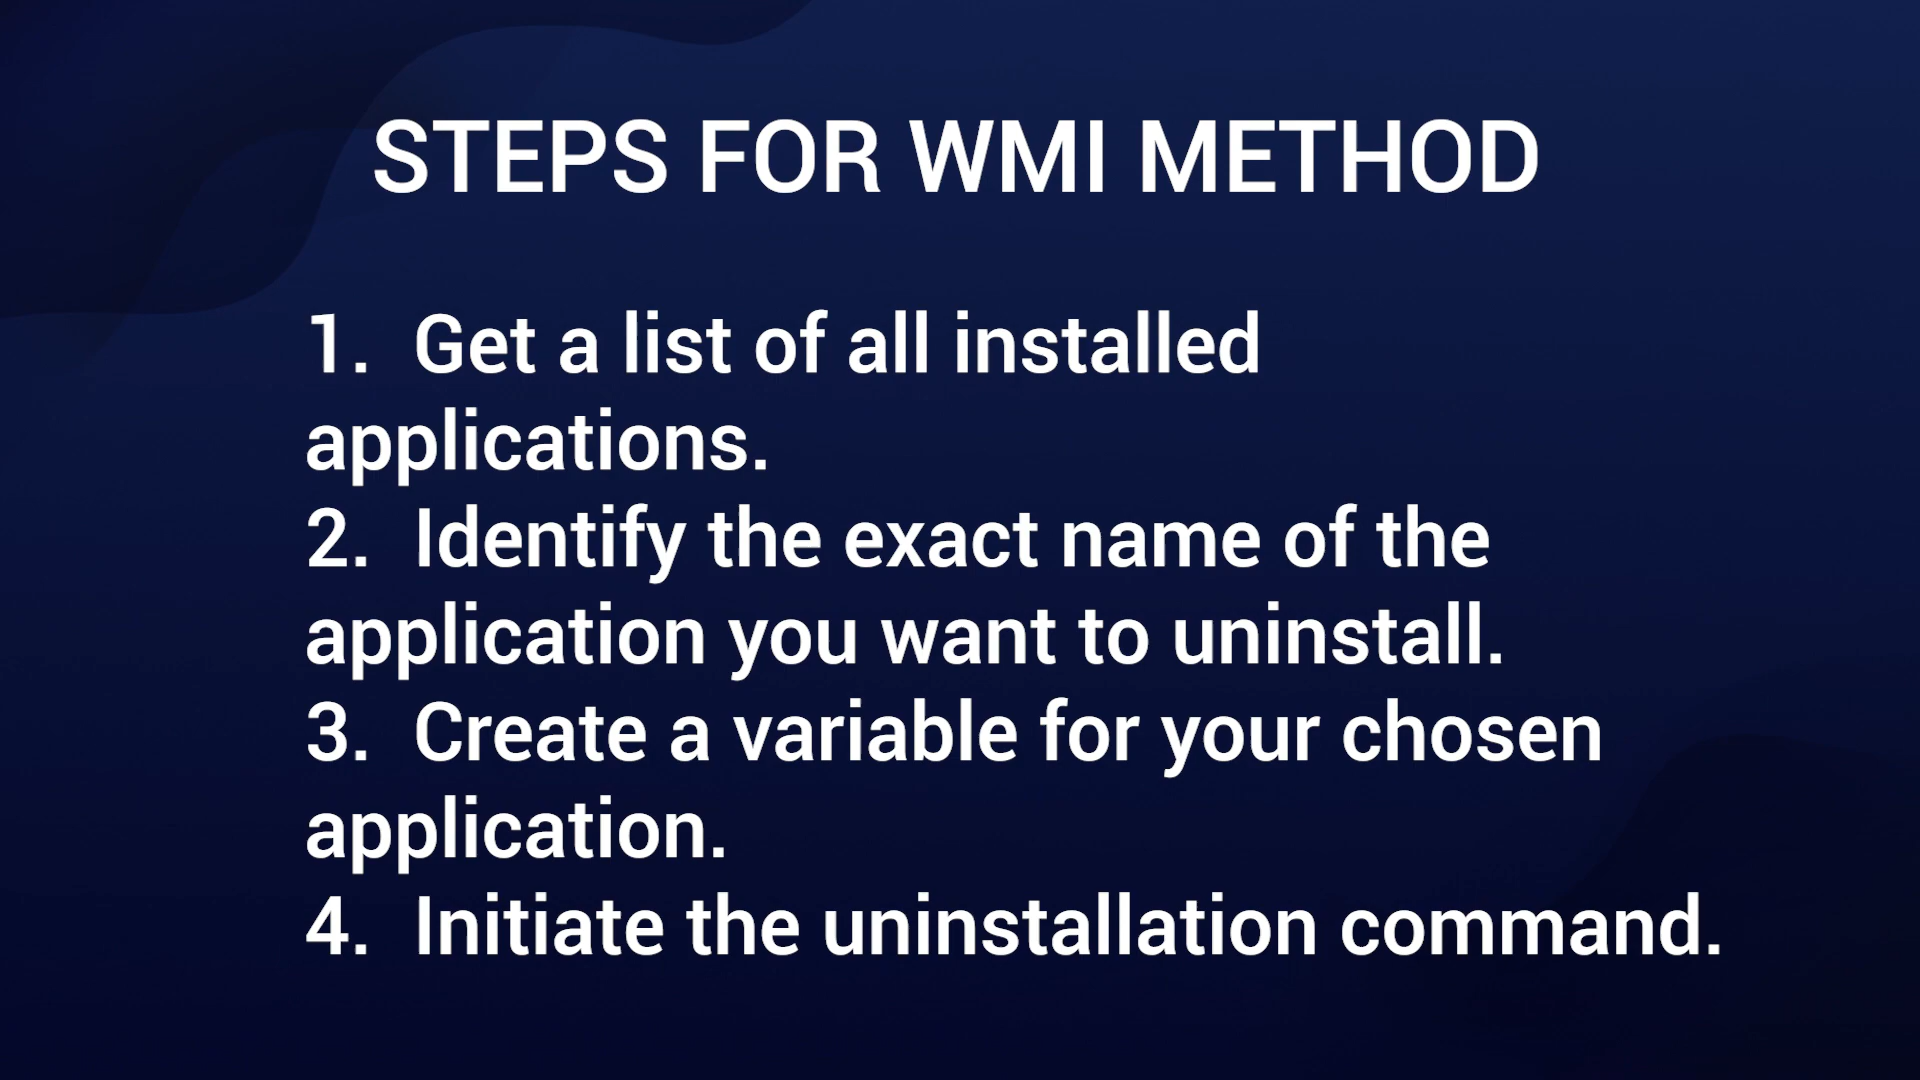 STEPS FOR WMI METHOD
1. Get a list of all installed
applications.
2. Identify the exact name of the
application you want to uninstall.
3. Create a variable for your chosen
application.
4. Initiate the uninstallation command.